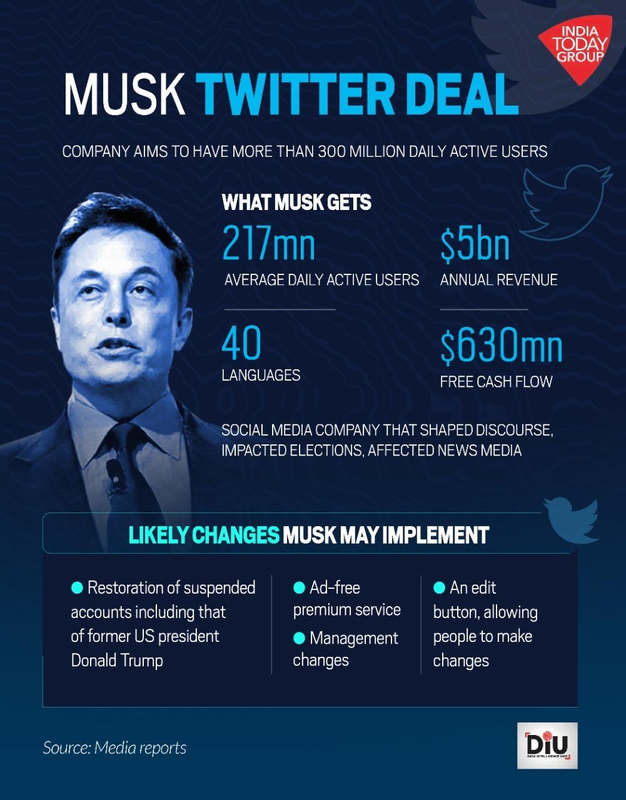 INDIA
TODAY
GROUP
MUSK TWITTER DEAL
COMPANY AIMS TO HAVE MORE THAN 300 MILLION DAILY ACTIVE USERS
WHAT MUSK GETS
217mn
AVERAGE DAILY ACTIVE USERS
$5bn
ANNUAL REVENUE
40
LANGUAGES
$630mn
FREE CASH FLOW
SOCIAL MEDIA COMPANY THAT SHAPED DISCOURSE,
IMPACTED ELECTIONS, AFFECTED NEWS MEDIA
LIKELY CHANGES MUSK MAY IMPLEMENT
● Restoration of suspended
accounts including that
of former US president
Donald Trump
● Ad-free
premium service
● Management
changes
● An edit
button, allowing
people to make
changes
Source: Media reports
DiU
DATA INTELLIGENCE UNIT